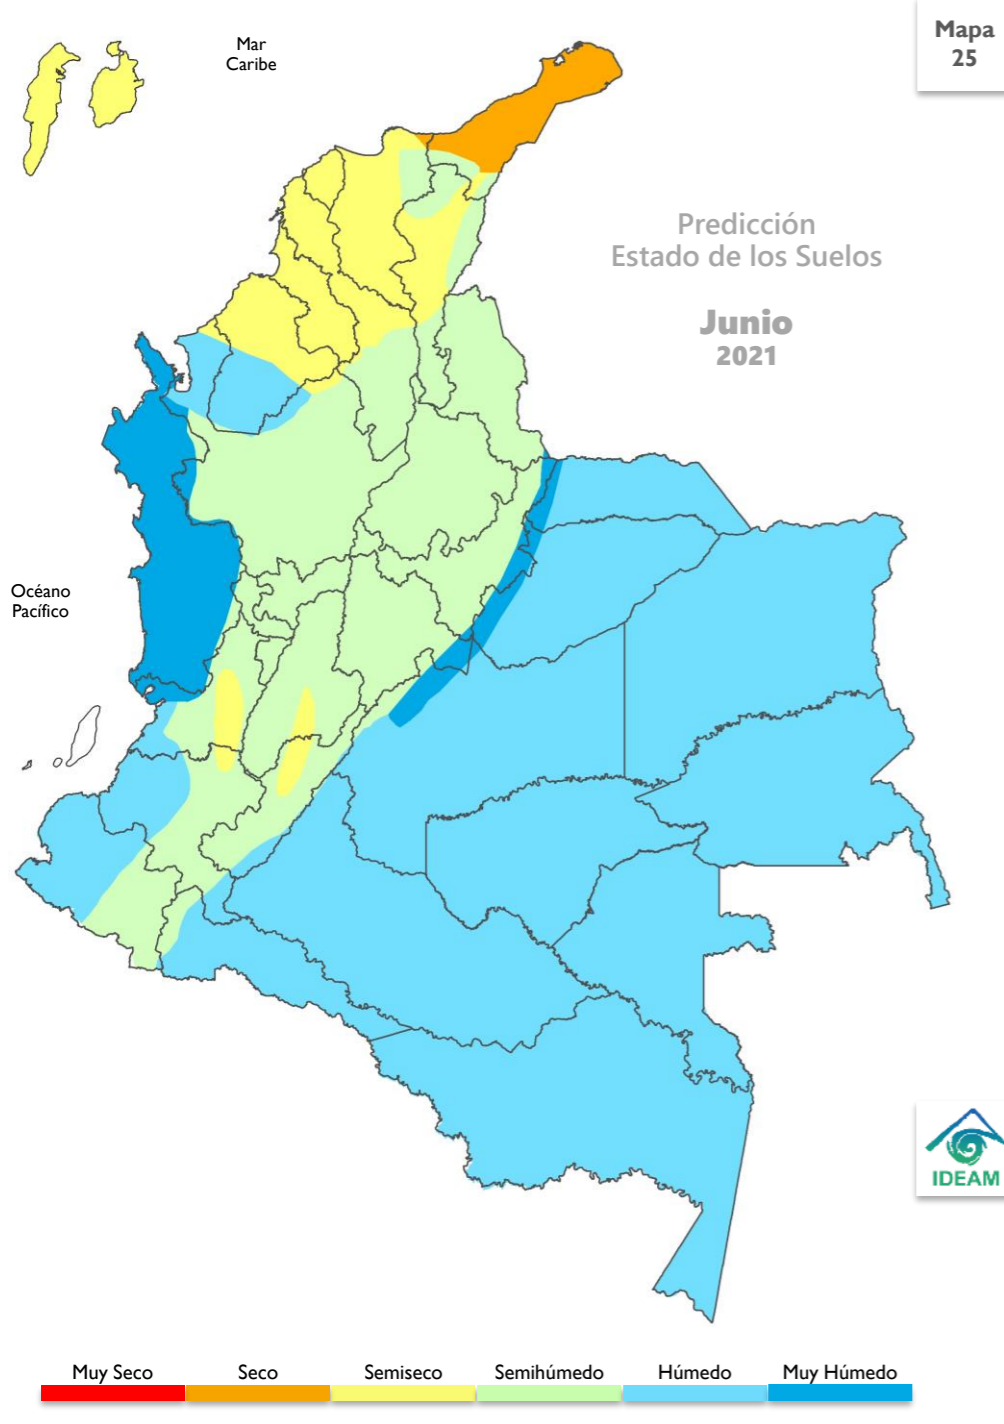 Mapa
25
Mar
Caribe
Predicción
Estado de los Suelos
Junio
2021
Océano
Pacífico
IDEAM
Muy Seco
Seco
Semiseco
Semihúmedo
Húmedo
Muy Húmedo